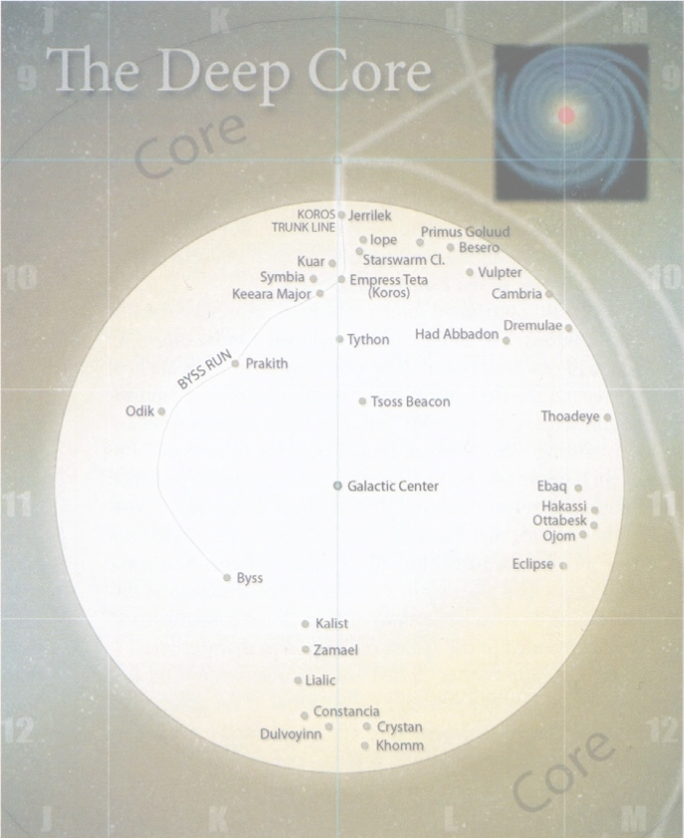 J K L M
9 The Deep Core 9
Core
KOROS
TRUNK LINE
Jerrilek
Iope
Primus Goluud
Besero
Starswarm Cl.
Kuar
10 10
Symbia
Empress Teta
(Koros)
Vulpter
Keeara Major
Cambria
Dremulae
Had Abbadon
Tython
BYSS RUN
Prakith
Tsoss Beacon
Odik
Thoadeye
Galactic Center
Ebaq
11 11
Hakassi
Ottabesk
Ojom
Eclipse
Byss
Kalist
Zamael
Lialic
Constancia
12 12
Dulvoyinn
Crystan
Khomm
Core
J K L M